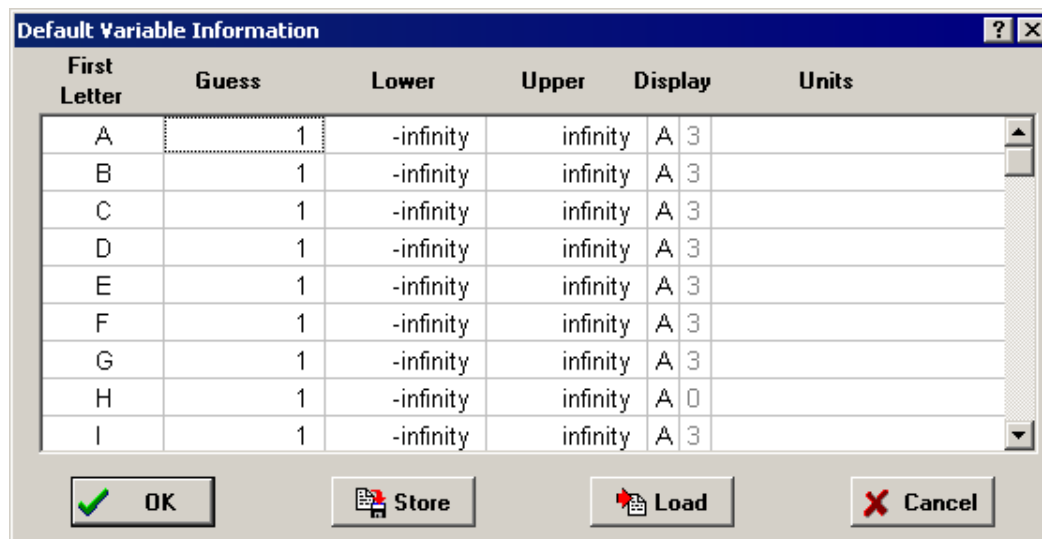 Default Variable Information
First Letter Guess Lower Upper Display Units
A 1 -infinity infinity A 3
B 1 -infinity infinity A 3
C 1 -infinity infinity A 3
D 1 -infinity infinity A 3
E 1 -infinity infinity A 3
F 1 -infinity infinity A 3
G 1 -infinity infinity A 3
H 1 -infinity infinity A 0
I 1 -infinity infinity A 3
OK Store Load Cancel